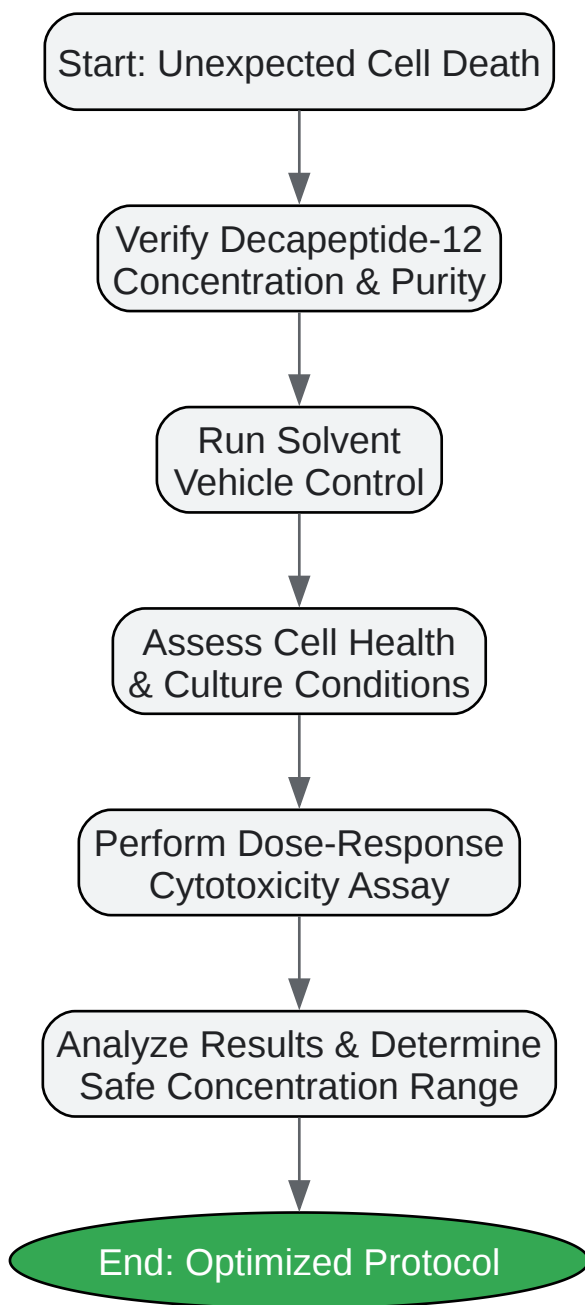 Start: Unexpected Cell Death
Verify Decapeptide-12
Concentration & Purity
Run Solvent
Vehicle Control
Assess Cell Health
& Culture Conditions
Perform Dose-Response
Cytotoxicity Assay
Analyze Results & Determine
Safe Concentration Range
End: Optimized Protocol